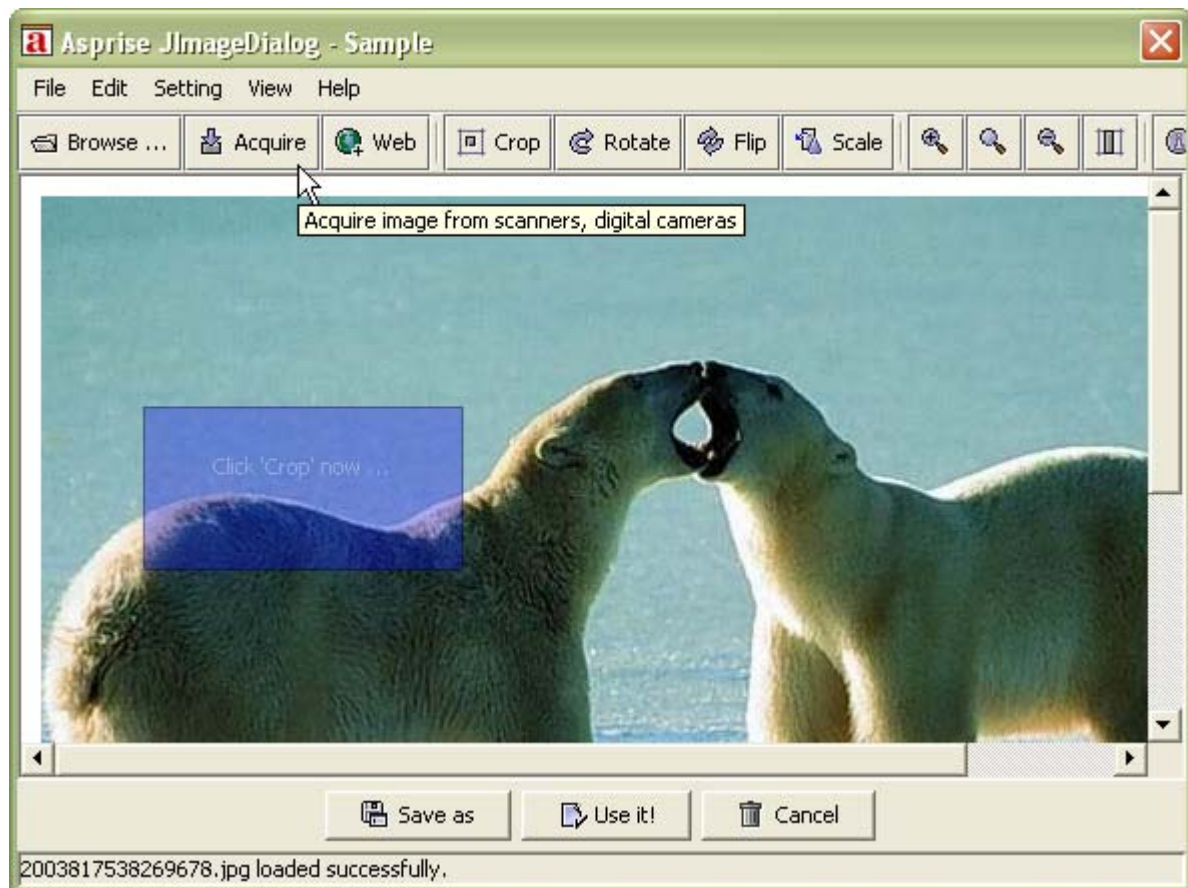 a Asprise JImageDialog - Sample
File Edit Setting View Help
Browse ... Acquire Web Crop Rotate Flip Scale
Acquire image from scanners, digital cameras
Click 'Crop' now ...
Save as Use it! Cancel
2003817538269678.jpg loaded successfully.